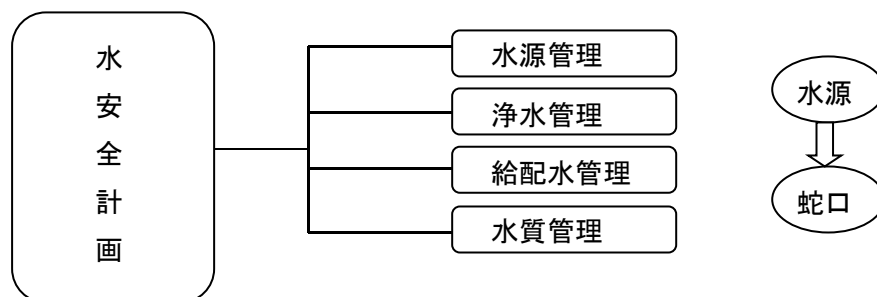 水安全計画
水源管理
浄水管理
給配水管理
水質管理
水源
蛇口